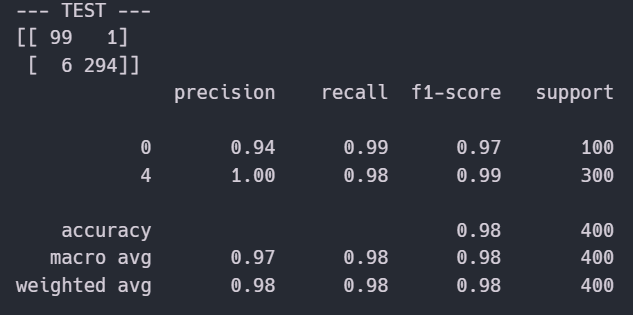 --- TEST ---
[[ 99   1]
 [  6 294]]
              precision    recall  f1-score   support

           0       0.94      0.99      0.97       100
           4       1.00      0.98      0.99       300

    accuracy                           0.98       400
   macro avg       0.97      0.98      0.98       400
weighted avg       0.98      0.98      0.98       400